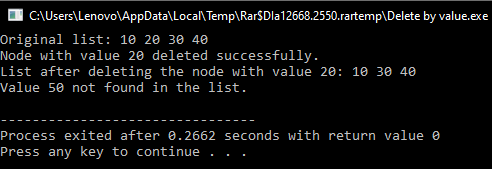 C:\Users\Lenovo\AppData\Local\Temp\Rar$DIa12668.2550.rartemp\Delete by value.exe
Original list: 10 20 30 40
Node with value 20 deleted successfully.
List after deleting the node with value 20: 10 30 40
Value 50 not found in the list.
--------------------------------
Process exited after 0.2662 seconds with return value 0
Press any key to continue . . .